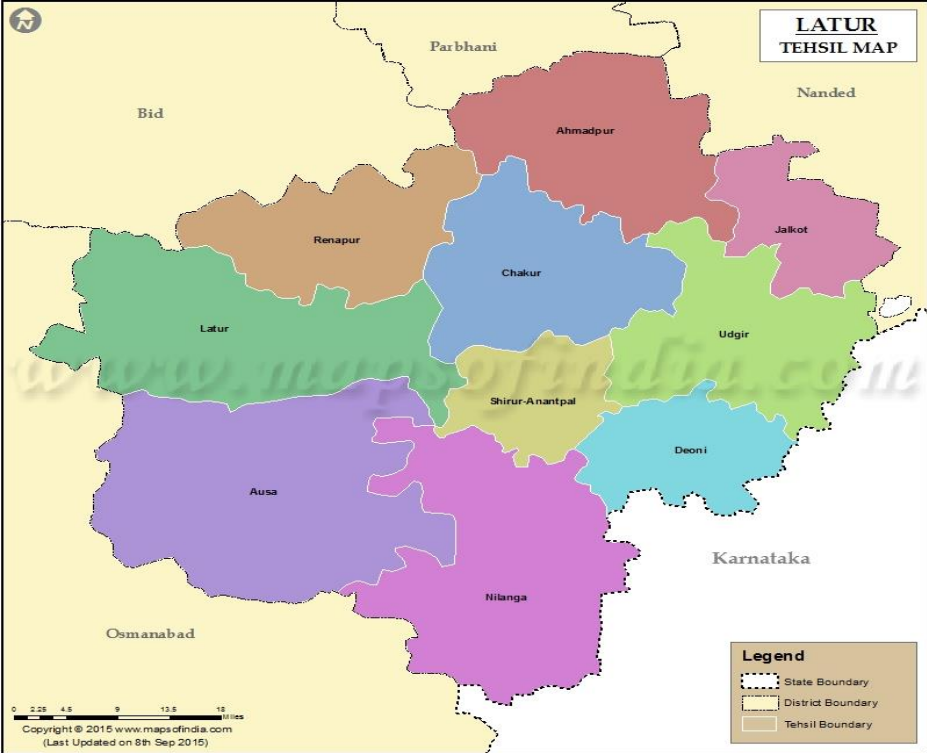 N
LATUR
TEHSIL MAP
Parbhani
Nanded
Bid
Ahmadpur
Jalkot
Renapur
Chakur
Latur
Udgir
www.mapsofindia.com
Shirur-Anantpal
Deoni
Ausa
Karnataka
Nilanga
Osmanabad
Legend
State Boundary
District Boundary
Tehsil Boundary
0 2.25 4.5 9 13.5 18
Miles
Copyright © 2015 www.mapsofindia.com
(Last Updated on 8th Sep 2015)